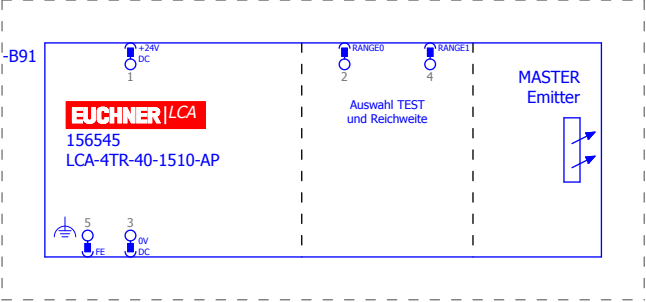 -B91
+24V
DC
1
RANGE0
2
RANGE1
4
MASTER
Emitter
EUCHNER|LCA
Auswahl TEST
und Reichweite
156545
LCA-4TR-40-1510-AP
5
FE
3
0V
DC